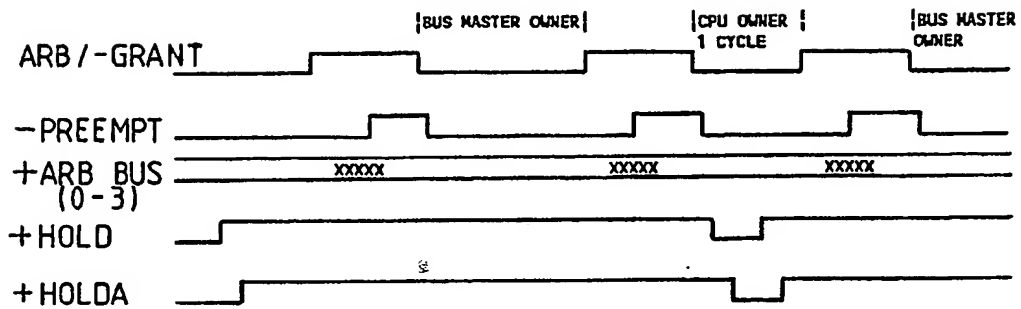 |BUS MASTER OWNER| |CPU OWNER | |BUS MASTER
1 CYCLE OWNER
ARB/-GRANT
-PREEMPT
+ARB BUS XXXXX XXXXX XXXXX
(0-3)
+HOLD
+HOLDA